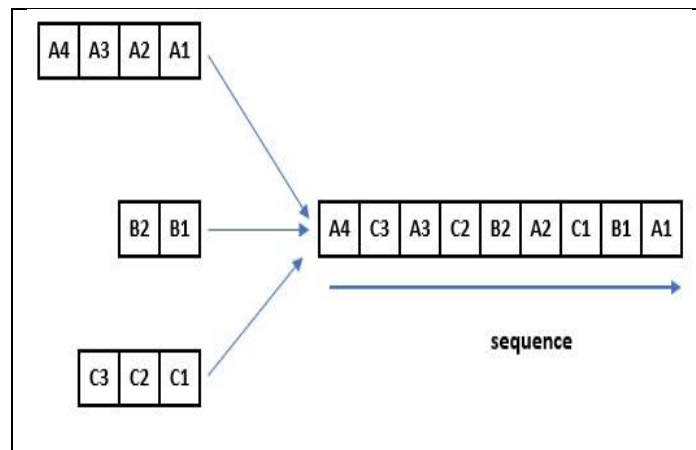 A4 A3 A2 A1
B2 B1
A4 C3 A3 C2 B2 A2 C1 B1 A1
sequence
C3 C2 C1